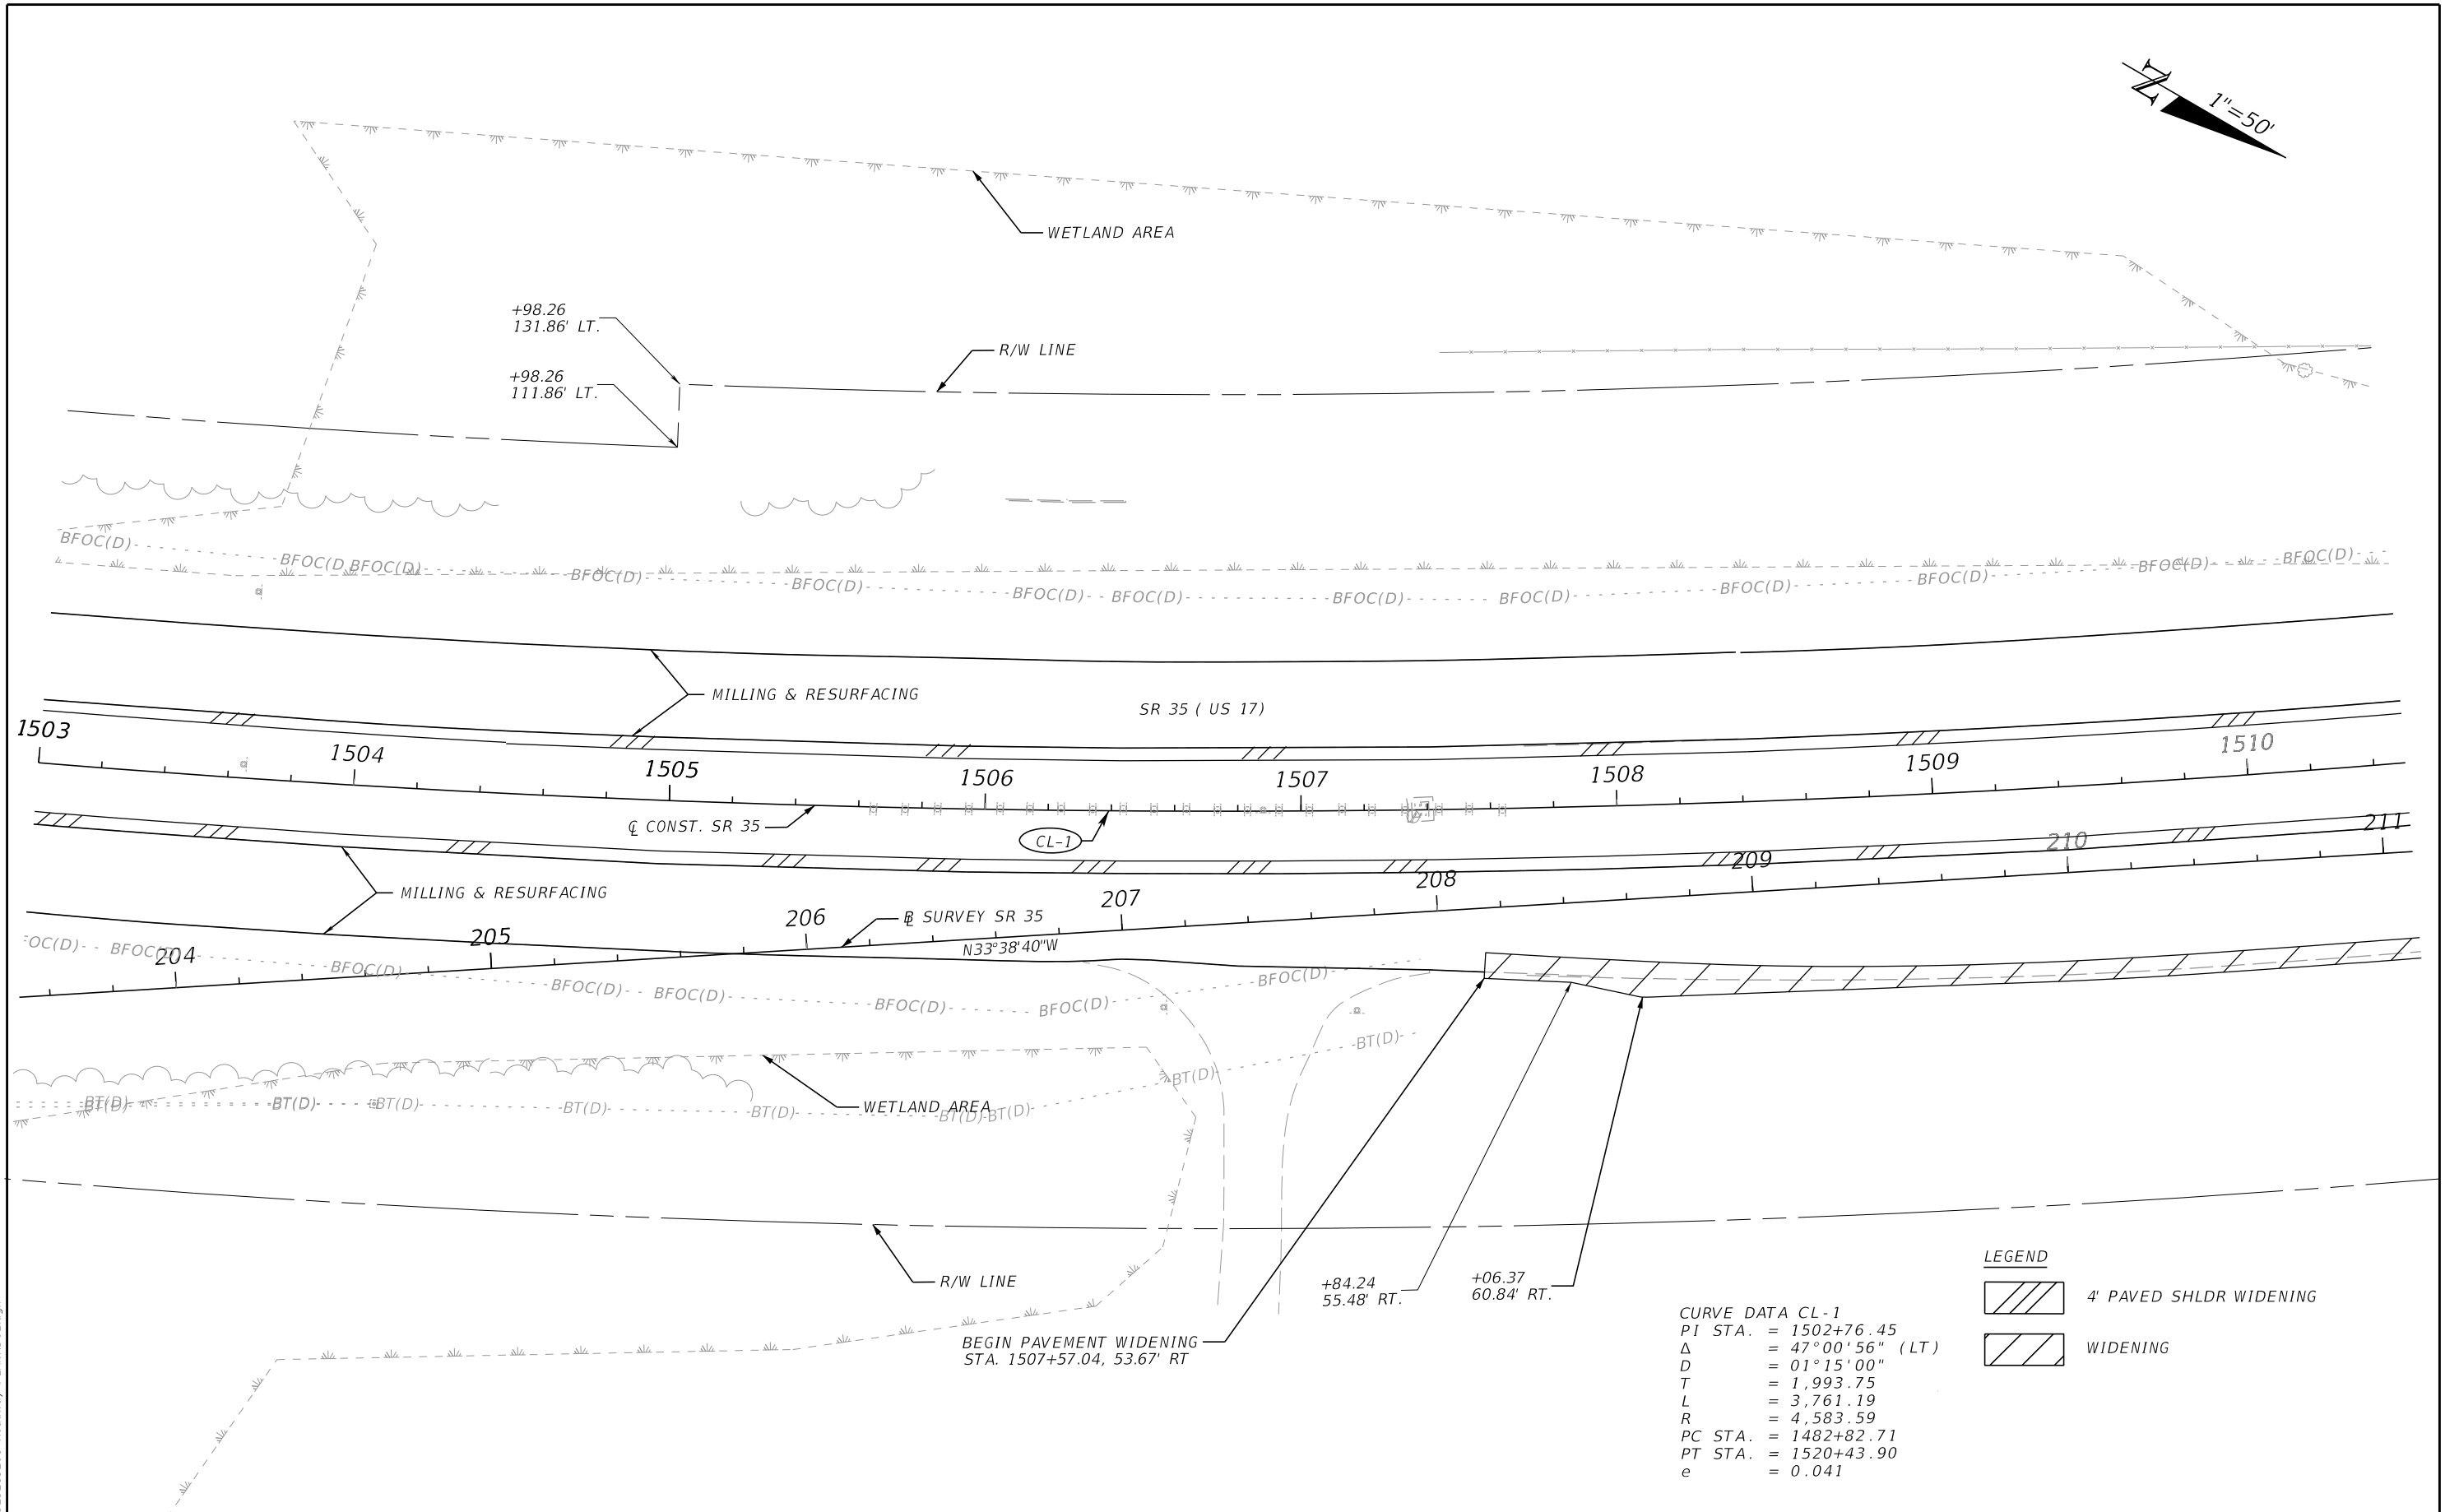 1"=50'
N
WETLAND AREA
+98.26
131.86' LT.
R/W LINE
+98.26
111.86' LT.
BFOC(D)
BFOC(D
BFOC(D)
BFOC(D)
BFOC(D)
BFOC(D)
BFOC(D)
BFOC(D)
BFOC(D)
BFOC(D)
BFOC(D)
BFOC(D)
BFOC(D)
MILLING & RESURFACING
SR 35 ( US 17)
1503
1504
1505
1506
1507
1508
1509
1510
℄ CONST. SR 35
CL-1
MILLING & RESURFACING
204
205
206
207
208
209
210
211
B̲L SURVEY SR 35
N33°38'40"W
FOC(D)
BFOC(D)
BFOC(D)
BFOC(D)
BFOC(D)
BFOC(D)
BFOC(D)
BFOC(D)
BT(D)
BT(D)
BT(D)
BT(D)
BT(D)
BT(D)
BT(D)
BT(D)
BT(D)
BT(D)
BT(D)
WETLAND AREA
R/W LINE
BEGIN PAVEMENT WIDENING
STA. 1507+57.04, 53.67' RT
+84.24
55.48' RT.
+06.37
60.84' RT.
CURVE DATA CL-1
PI STA. = 1502+76.45
Δ = 47°00'56" (LT)
D = 01°15'00"
T = 1,993.75
L = 3,761.19
R = 4,583.59
PC STA. = 1482+82.71
PT STA. = 1520+43.90
e = 0.041
LEGEND
4' PAVED SHLDR WIDENING
WIDENING